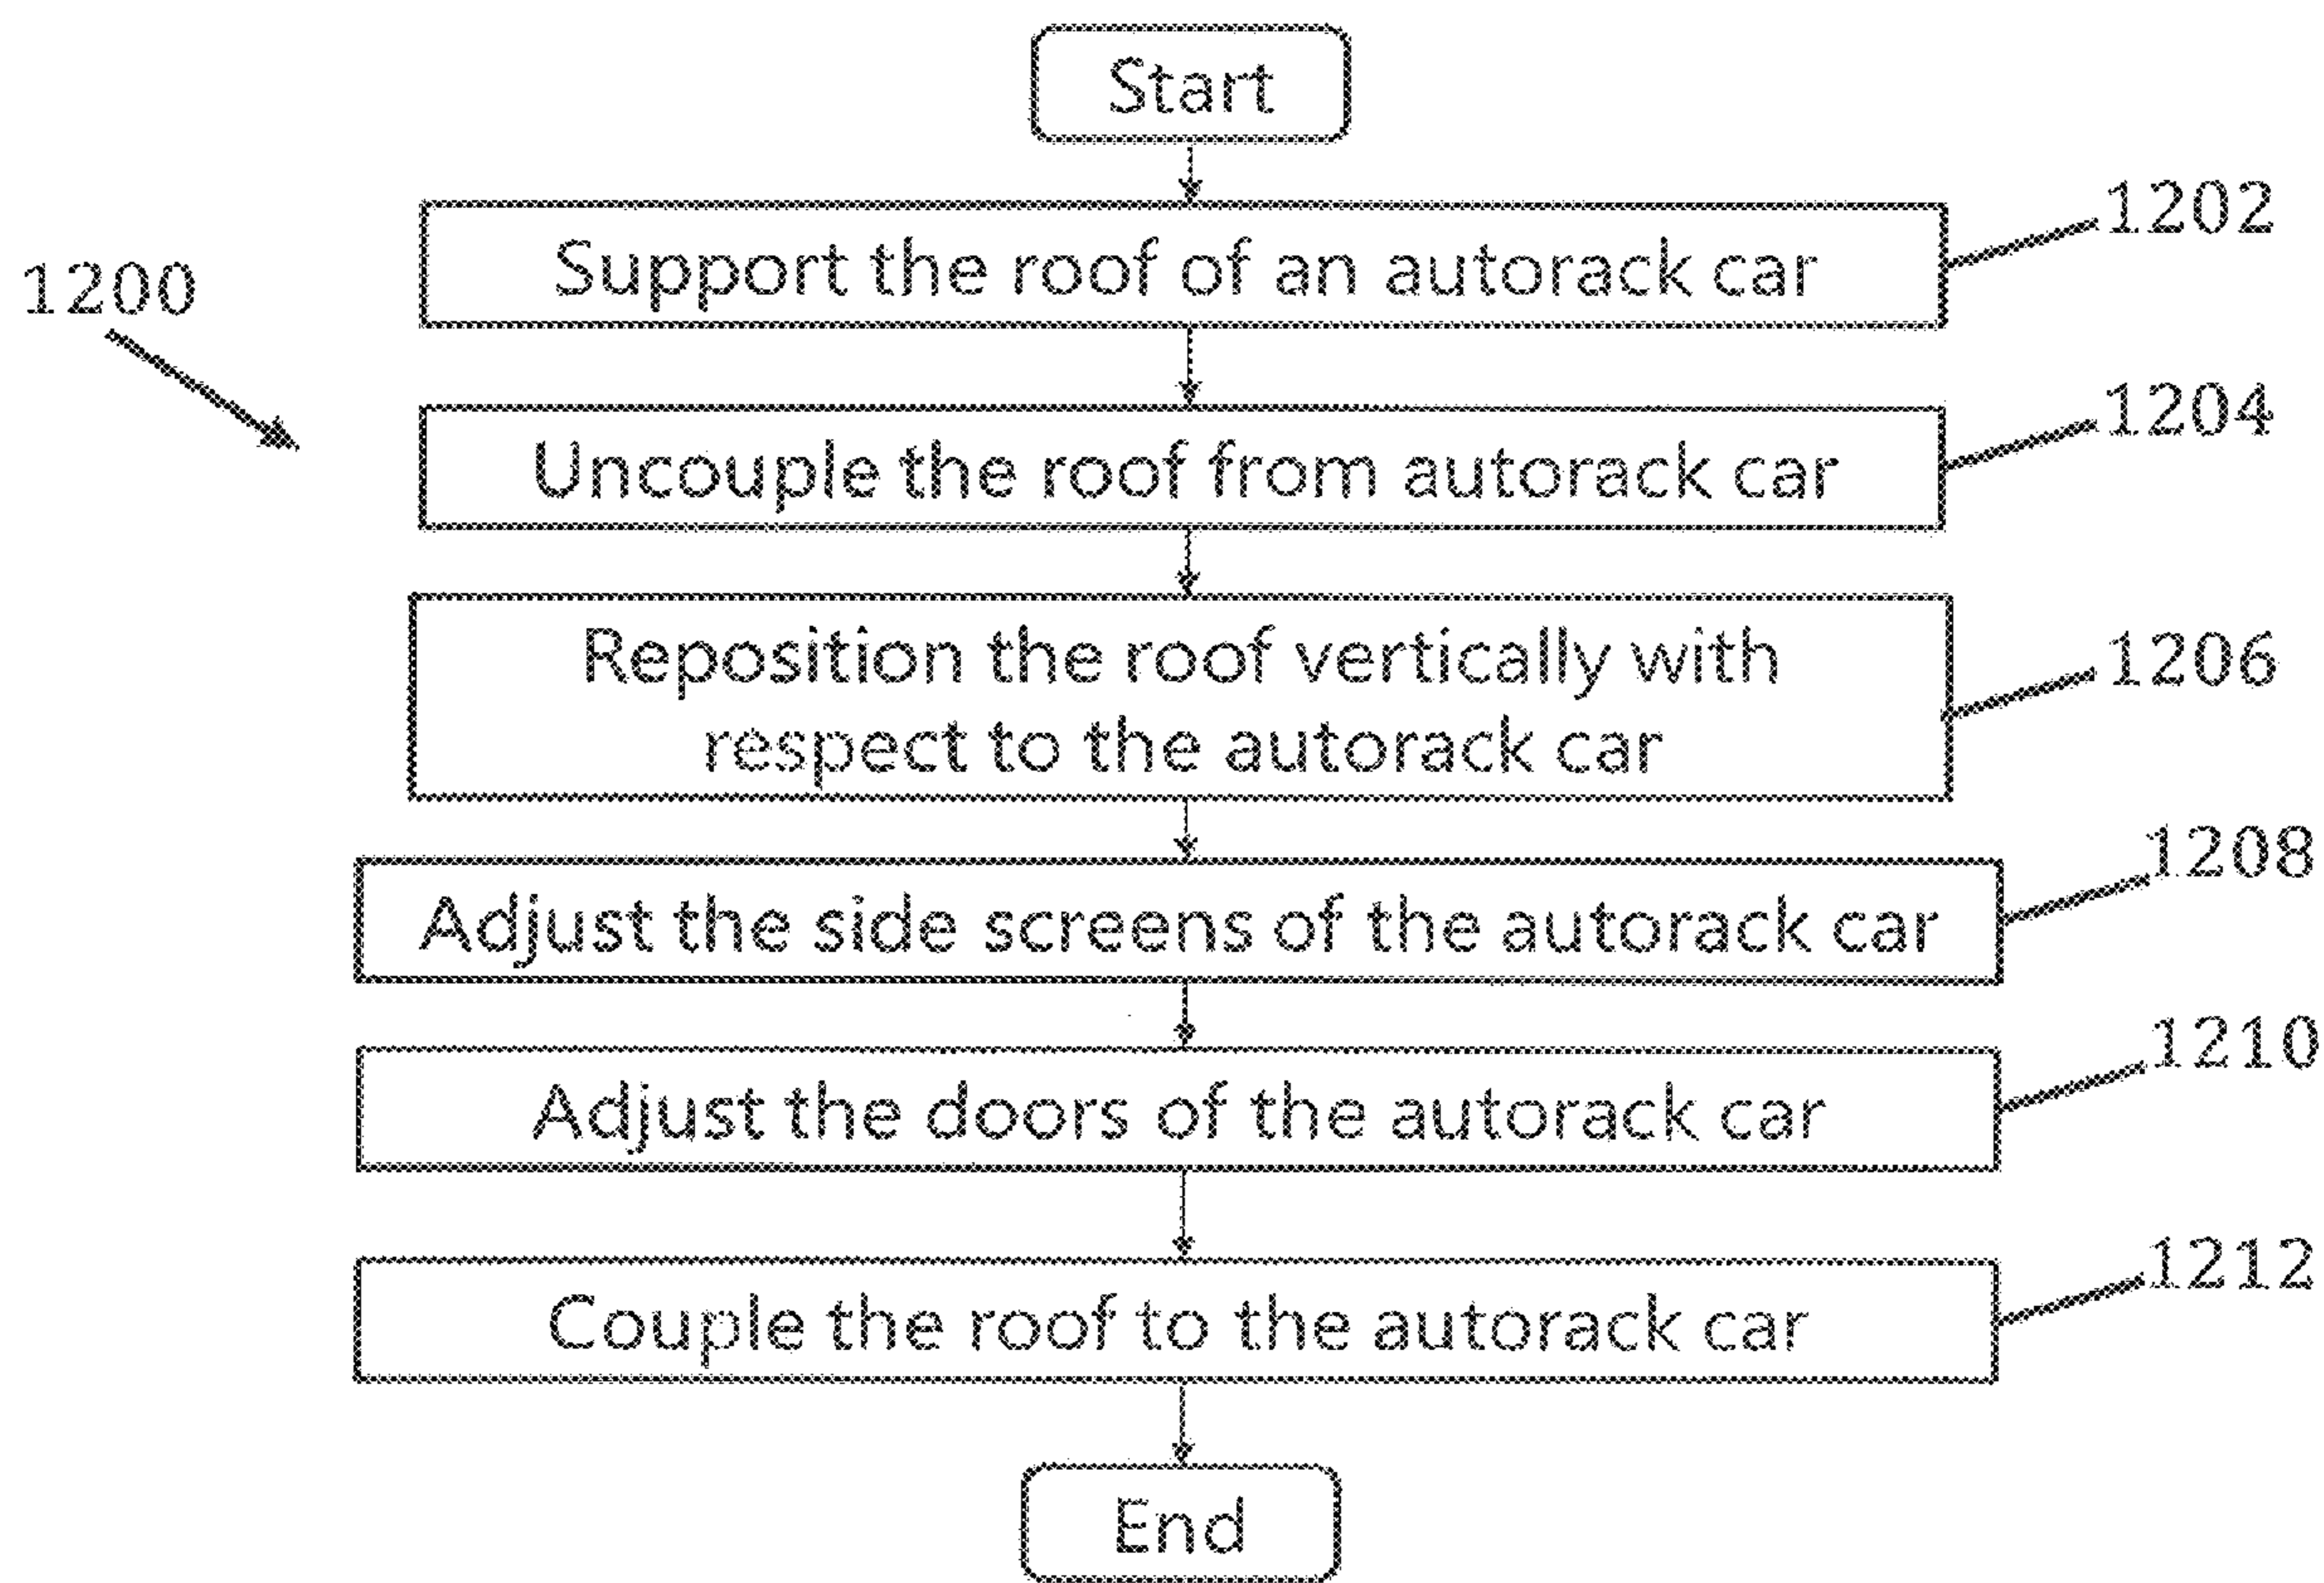 Start
1202
Support the roof of an autorack car
1200
1204
Uncouple the roof from autorack car
1206
Reposition the roof vertically with
respect to the autorack car
1208
Adjust the side screens of the autorack car
1210
Adjust the doors of the autorack car
1212
Couple the roof to the autorack car
End